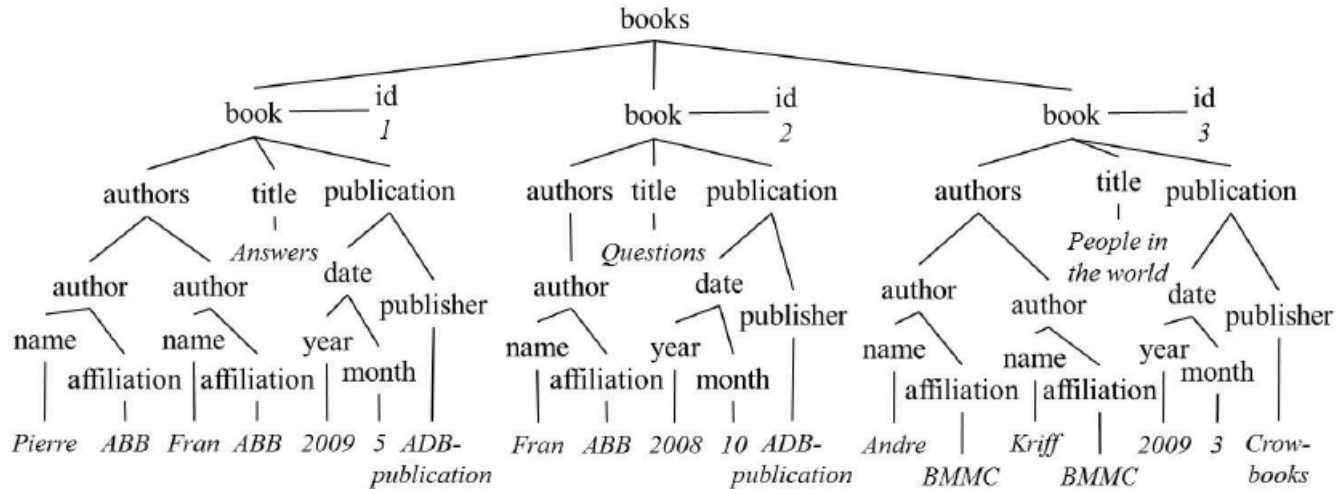 books
book id book id book id
1 2 3
authors title publication authors title publication authors title publication
Answers Questions People in
the world
author author date author date author author date
publisher publisher publisher
name name year name year name name year
affiliation affiliation month affiliation month affiliation affiliation month
Pierre ABB Fran ABB 2009 5 ADB- Fran ABB 2008 10 ADB- Andre Kriff 2009 3 Crow-
publication publication BMMC BMMC books